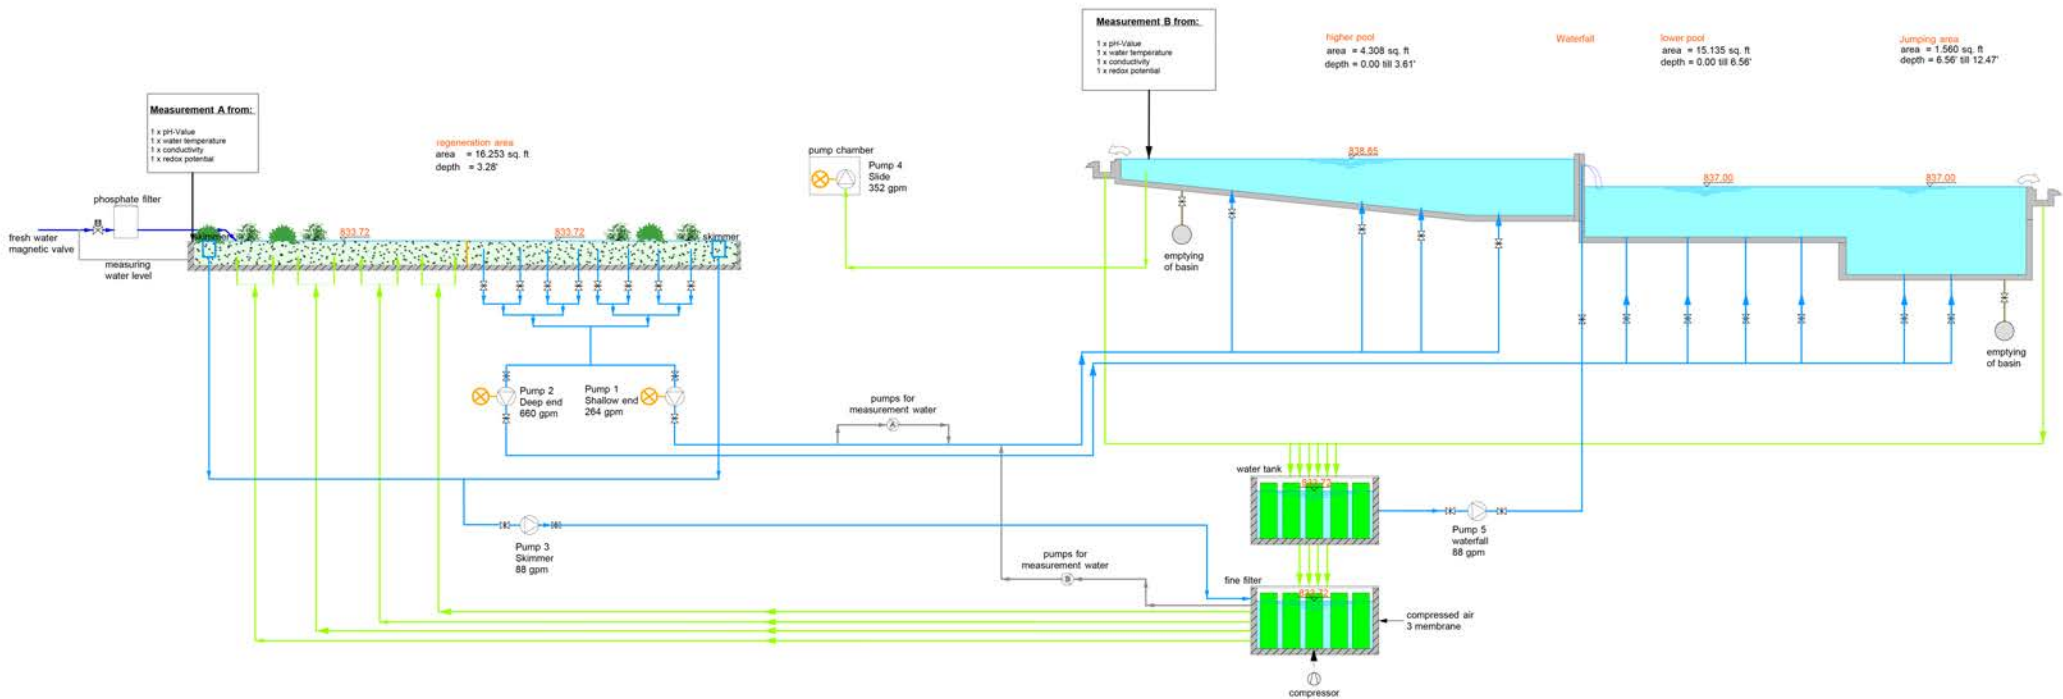 Measurement B from:
1 x pH-Value
1 x water temperature
1 x conductivity
1 x redox potential
higher pool
area = 4.308 sq. ft
depth = 0.00 till 3.61'
Waterfall
lower pool
area = 15.135 sq. ft
depth = 0.00 till 6.56'
Jumping area
area = 1.560 sq. ft
depth = 6.56' till 12.47'
Measurement A from:
1 x pH-Value
1 x water temperature
1 x conductivity
1 x redox potential
regeneration area
area = 16.253 sq. ft
depth = 3.28'
pump chamber
Pump 4
Slide
352 gpm
838.65
837.00
837.00
phosphate filter
fresh water
magnetic valve
measuring
water level
skimmer
833.72
833.72
skimmer
emptying
of basin
emptying
of basin
Pump 2
Deep end
660 gpm
Pump 1
Shallow end
264 gpm
pumps for
measurement water
A
water tank
833.72
Pump 5
waterfall
88 gpm
Pump 3
Skimmer
88 gpm
pumps for
measurement water
B
fine filter
833.72
compressed air
3 membrane
compressor